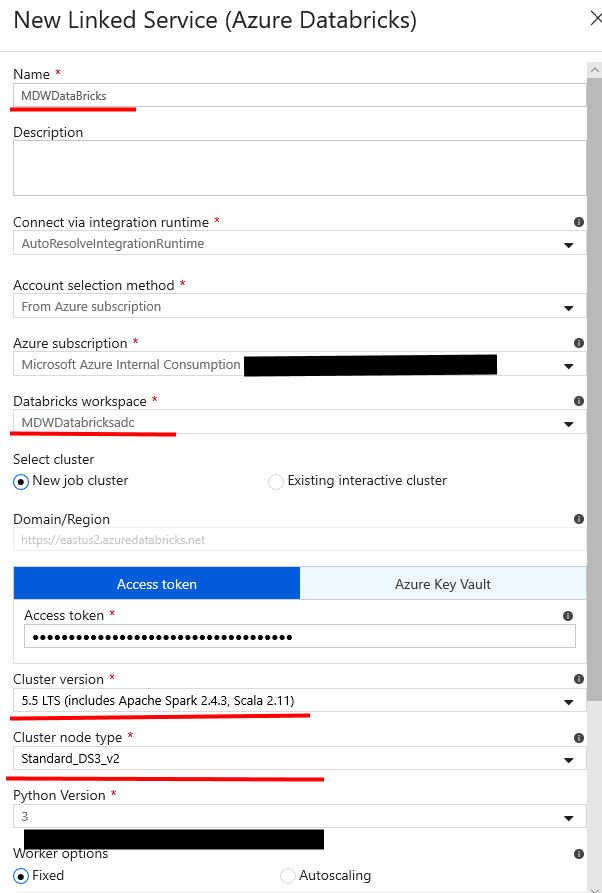 New Linked Service (Azure Databricks)
Name *
MDWDataBricks
Description
Connect via integration runtime *
AutoResolveIntegrationRuntime
Account selection method *
From Azure subscription
Azure subscription *
Microsoft Azure Internal Consumption
Databricks workspace *
MDWDatabricksadc
Select cluster
New job cluster Existing interactive cluster
Domain/Region
https://eastus2.azuredatabricks.net
Access token Azure Key Vault
Access token *
Cluster version *
5.5 LTS (includes Apache Spark 2.4.3, Scala 2.11)
Cluster node type *
Standard_DS3_v2
Python Version *
3
Worker options
Fixed Autoscaling